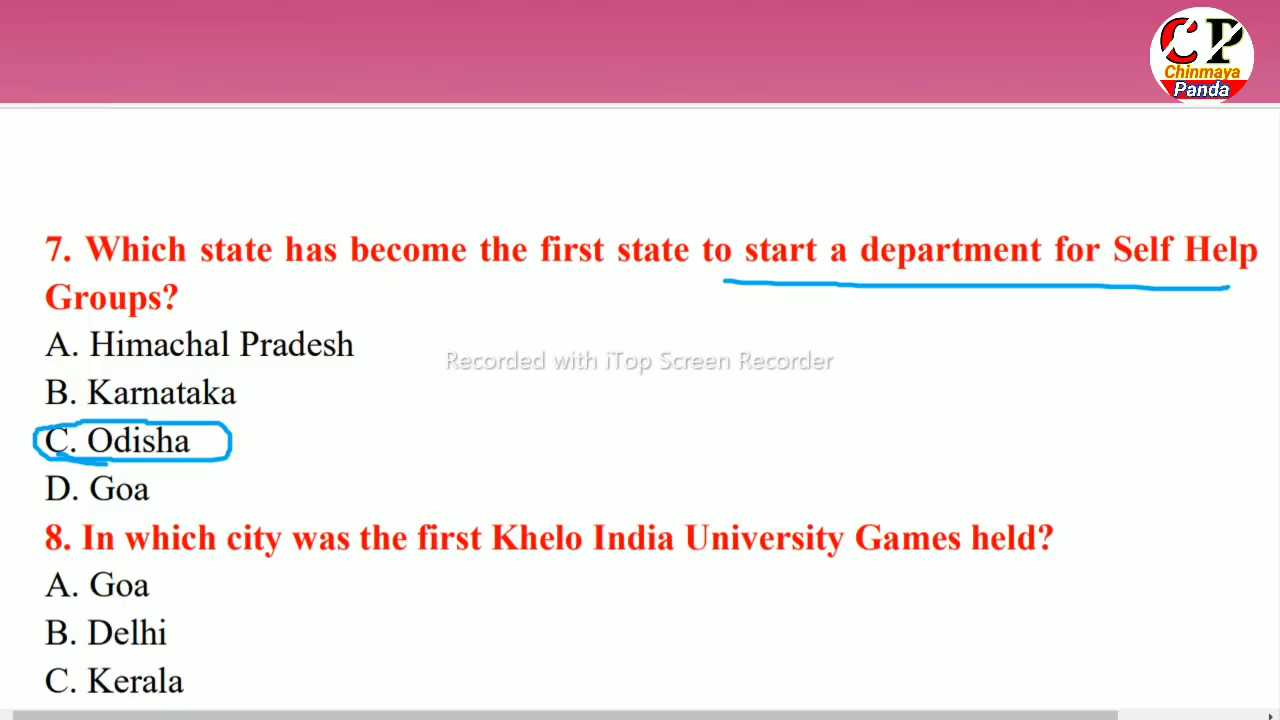 CP
Chinmaya
Panda
7. Which state has become the first state to start a department for Self Help
Groups?
A. Himachal Pradesh
Recorded with iTop Screen Recorder
B. Karnataka
C. Odisha
D. Goa
8. In which city was the first Khelo India University Games held?
A. Goa
B. Delhi
C. Kerala